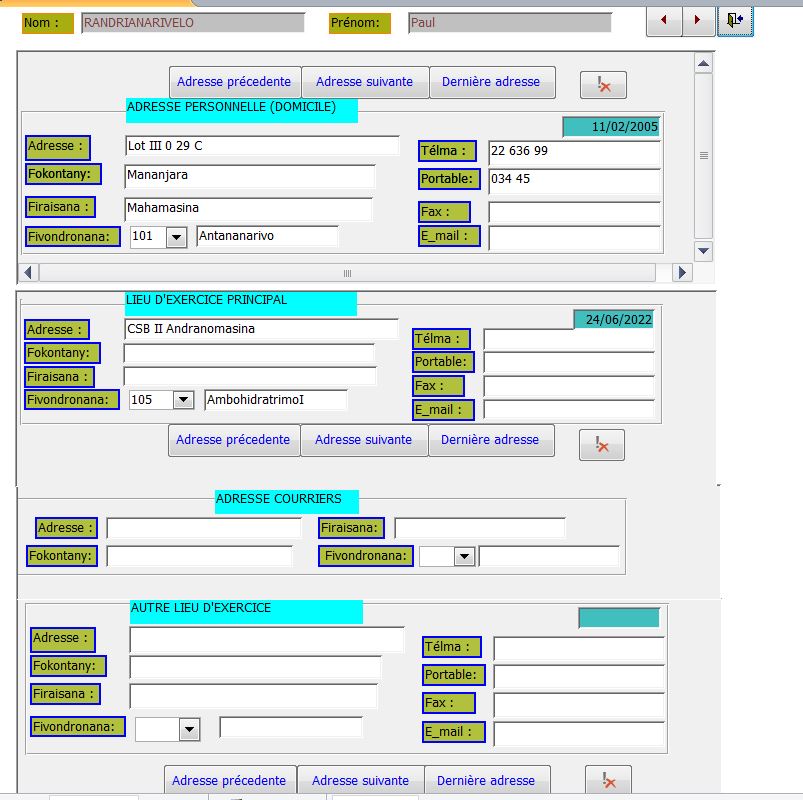 Nom : RANDRIANARIVELO Prénom: Paul
Adresse précédente Adresse suivante Dernière adresse
ADRESSE PERSONNELLE (DOMICILE)
11/02/2005
Adresse : Lot III 0 29 C Télma : 22 636 99
Fokontany: Mananjara Portable: 034 45
Firaisana : Mahamasina Fax :
Fivondronana: 101 Antananarivo E_mail :
LIEU D'EXERCICE PRINCIPAL
24/06/2022
Adresse : CSB II Andranomasina Télma :
Fokontany: Portable:
Firaisana : Fax :
Fivondronana: 105 AmbohidratrimoI E_mail :
Adresse précedente Adresse suivante Dernière adresse
ADRESSE COURRIERS
Adresse : Firaisana:
Fokontany: Fivondronana:
AUTRE LIEU D'EXERCICE
Adresse : Télma :
Fokontany: Portable:
Firaisana : Fax :
Fivondronana: E_mail :
Adresse précédente Adresse suivante Dernière adresse